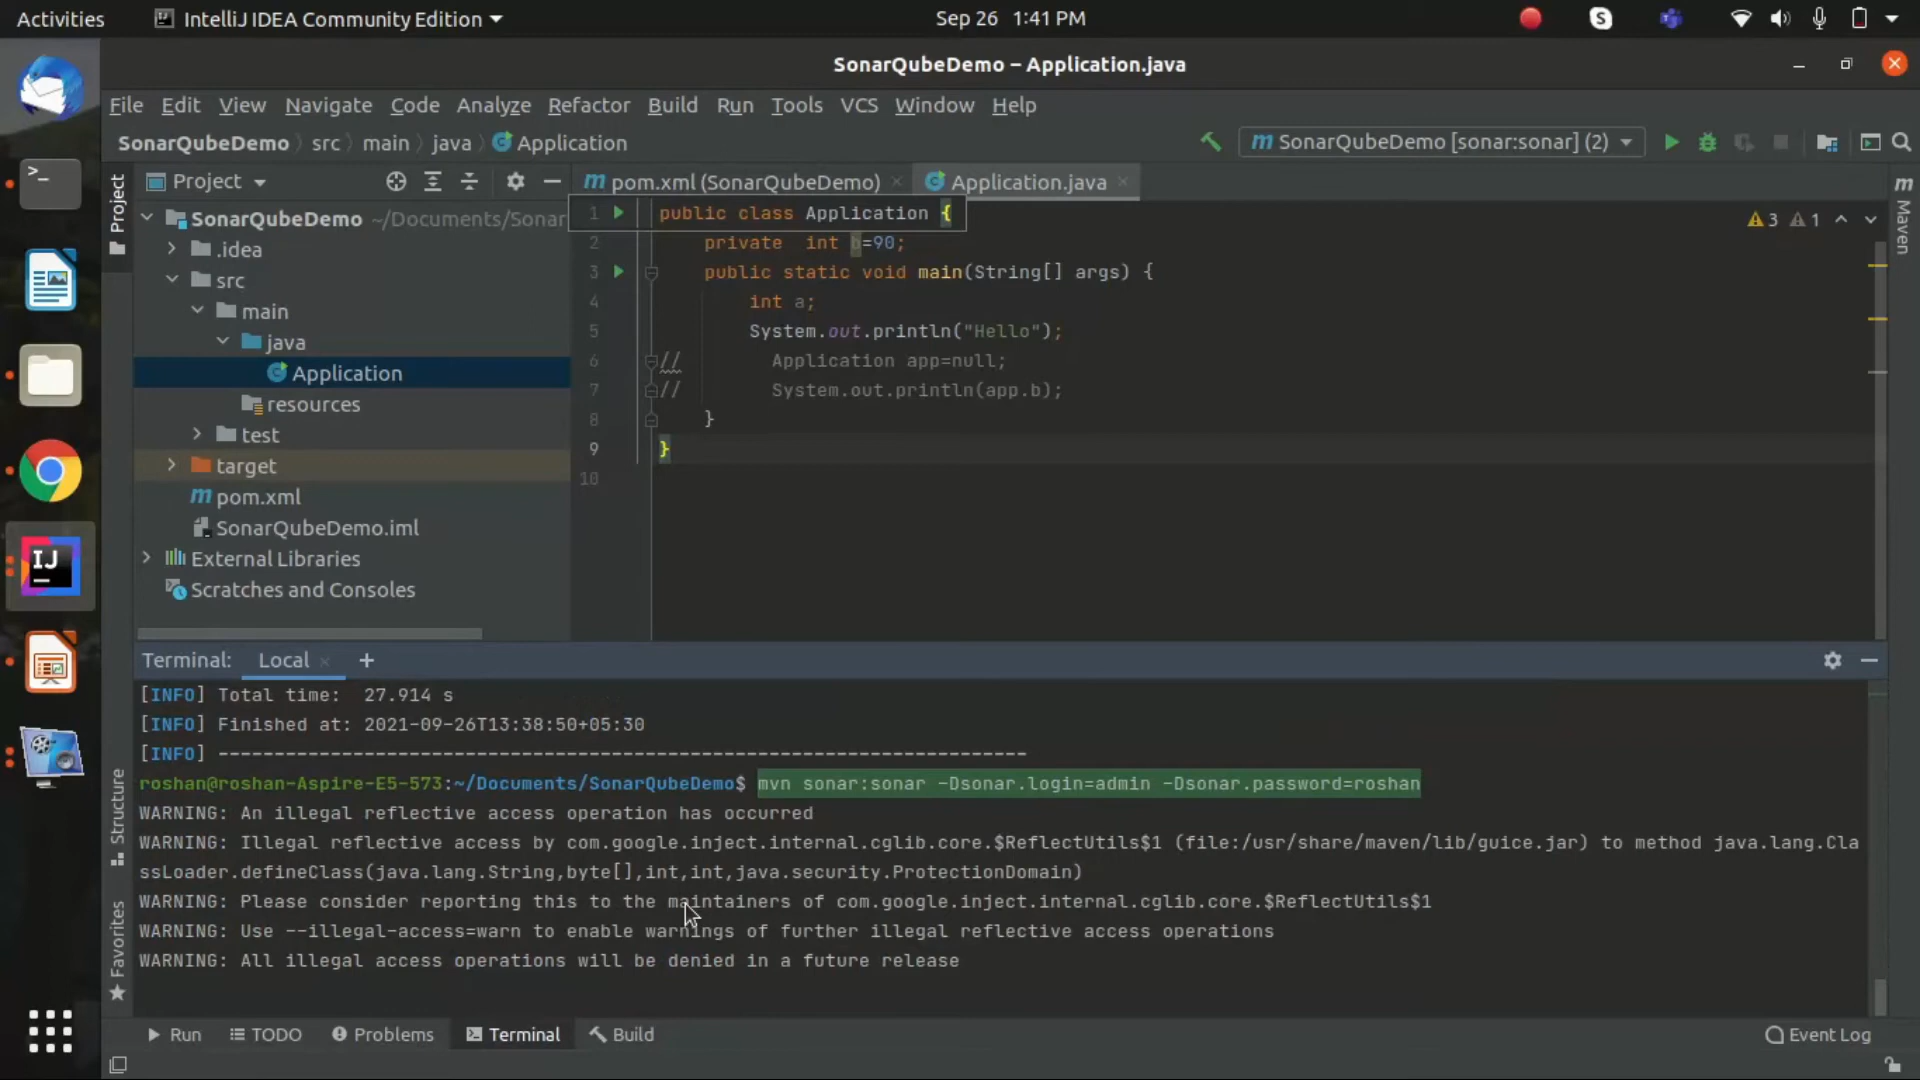 Activities
IntelliJ IDEA Community Edition
Sep 26 1:41 PM
SonarQubeDemo – Application.java
File Edit View Navigate Code Analyze Refactor Build Run Tools VCS Window Help
SonarQubeDemo src main java Application
SonarQubeDemo [sonar:sonar] (2)
Project
pom.xml (SonarQubeDemo)
Application.java
Project
Maven
SonarQubeDemo ~/Documents/Sonar
.idea
src
main
java
Application
resources
test
target
pom.xml
SonarQubeDemo.iml
External Libraries
Scratches and Consoles
3 1
1 public class Application {
2 private  int b=90;
3 public static void main(String[] args) {
4 int a;
5 System.out.println("Hello");
6 // Application app=null;
7 // System.out.println(app.b);
8 }
9 }
10
Terminal: Local
[INFO] Total time:  27.914 s
[INFO] Finished at: 2021-09-26T13:38:50+05:30
[INFO] ------------------------------------------------------------------------
roshan@roshan-Aspire-E5-573:~/Documents/SonarQubeDemo$ mvn sonar:sonar -Dsonar.login=admin -Dsonar.password=roshan
WARNING: An illegal reflective access operation has occurred
WARNING: Illegal reflective access by com.google.inject.internal.cglib.core.$ReflectUtils$1 (file:/usr/share/maven/lib/guice.jar) to method java.lang.Cla
ssLoader.defineClass(java.lang.String,byte[],int,int,java.security.ProtectionDomain)
WARNING: Please consider reporting this to the maintainers of com.google.inject.internal.cglib.core.$ReflectUtils$1
WARNING: Use --illegal-access=warn to enable warnings of further illegal reflective access operations
WARNING: All illegal access operations will be denied in a future release
Structure
Favorites
Run TODO Problems Terminal Build
Event Log